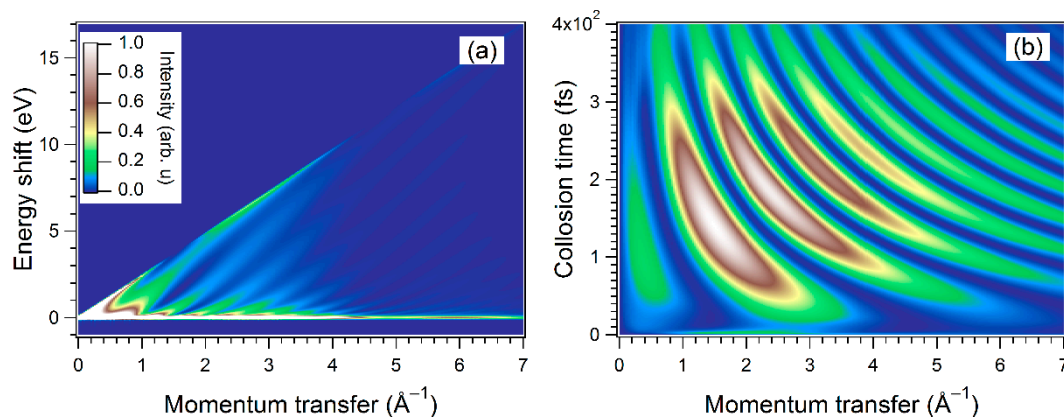 (a)
Energy shift (eV)
15
10
5
0
1.0
0.8
0.6
0.4
0.2
0.0
Intensity (arb. u)
0 1 2 3 4 5 6 7
Momentum transfer (Å⁻¹)
(b)
Collosion time (fs)
4x10²
3
2
1
0
0 1 2 3 4 5 6 7
Momentum transfer (Å⁻¹)